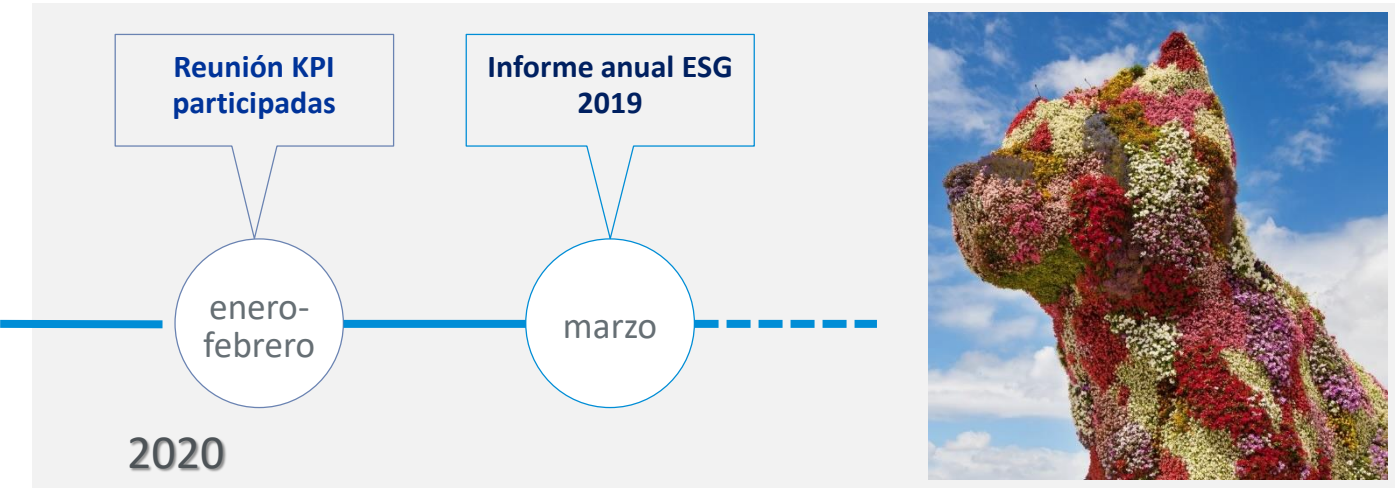 Reunión KPI
participadas
Informe anual ESG
2019
enero-
febrero
marzo
2020